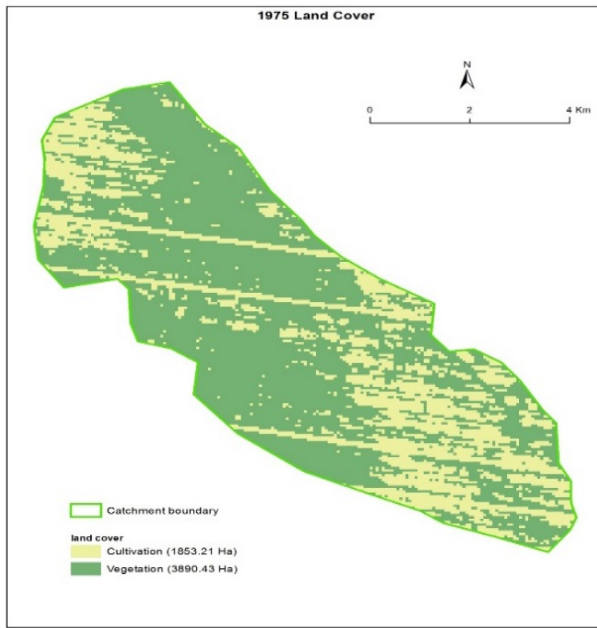 1975 Land Cover
N
0 2 4 Km
Catchment boundary
land cover
Cultivation (1853.21 Ha)
Vegetation (3890.43 Ha)